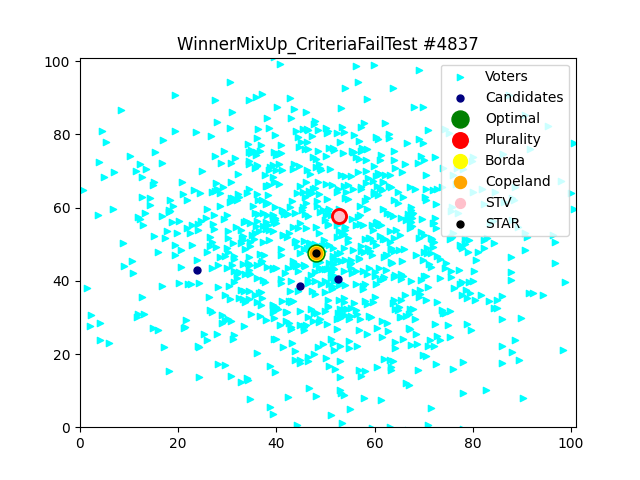 WinnerMixUp_CriteriaFailTest #4837
100
80
60
40
20
0
0 20 40 60 80 100
Voters
Candidates
Optimal
Plurality
Borda
Copeland
STV
STAR